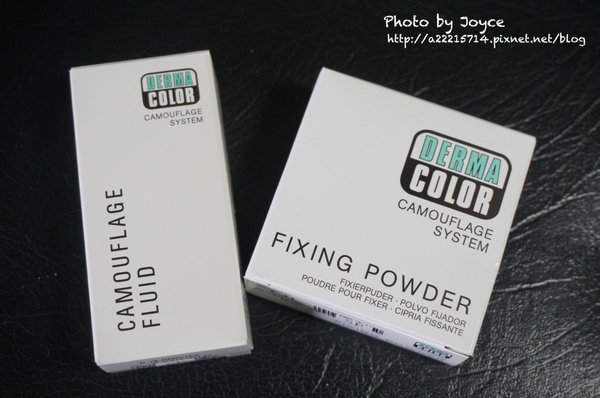 Photo by Joyce
http://a22215714.pixnet.net/blog
DERMA
COLOR
CAMOUFLAGE
SYSTEM
CAMOUFLAGE
FLUID
DERMA
COLOR
CAMOUFLAGE
SYSTEM
FIXING POWDER
FIXIERPUDER · POLVO FIJADOR
POUDRE POUR FIXER · CIPRIA FISSANTE